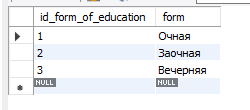 id_form_of_education form
1 Очная
2 Заочная
3 Вечерняя
NULL NULL